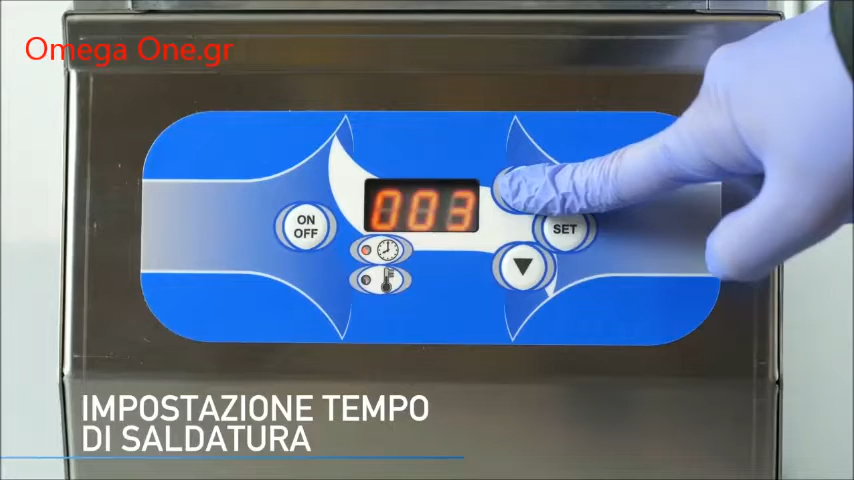 Omega One.gr
003
ON
OFF
SET
IMPOSTAZIONE TEMPO
DI SALDATURA